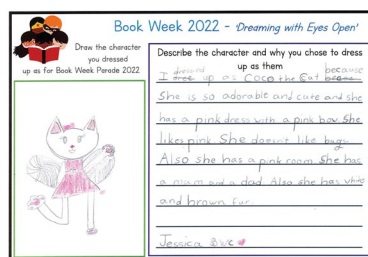 Book Week 2022 - 'Dreaming with Eyes Open'
Draw the character
you dressed
up as for Book Week Parade 2022
Describe the character and why you chose to dress
up as them
I dressed up as Coco the Cat because
She is so adorable and cute and she
has a pink dress with a pink bow She
likes pink She doesnt like bugs
Also she has a pink room She has
a mum and a dad Also she has white
and brown fur.
Jessica